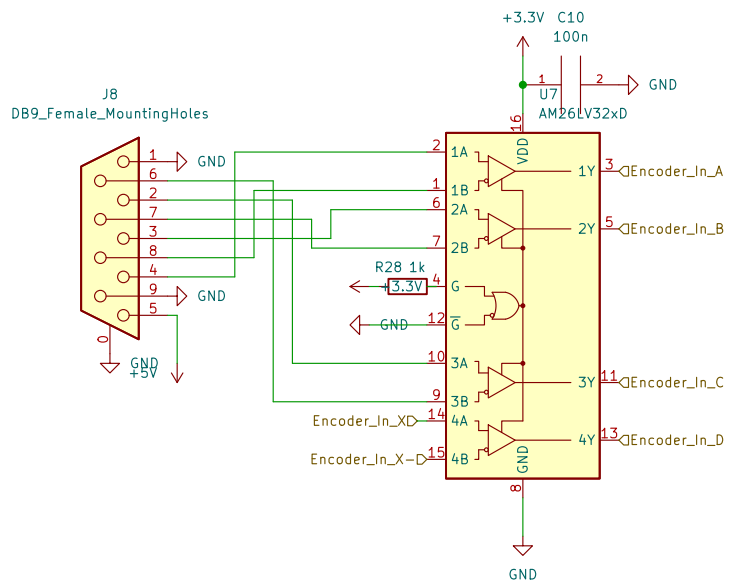 +3.3V C10
100n
J8
DB9_Female_MountingHoles
1 GND
6
2
7
3
8
4
9 GND
5
0
GND
+5V
1 2 GND
U7
AM26LV32xD
16
VDD
2 1A
1 1B
6 2A
7 2B
R28 1k
+3.3V
4 G
GND 12 G
10 3A
9 3B
Encoder_In_X 14 4A
Encoder_In_X- 15 4B
1Y 3 Encoder_In_A
2Y 5 Encoder_In_B
3Y 11 Encoder_In_C
4Y 13 Encoder_In_D
GND
8
GND